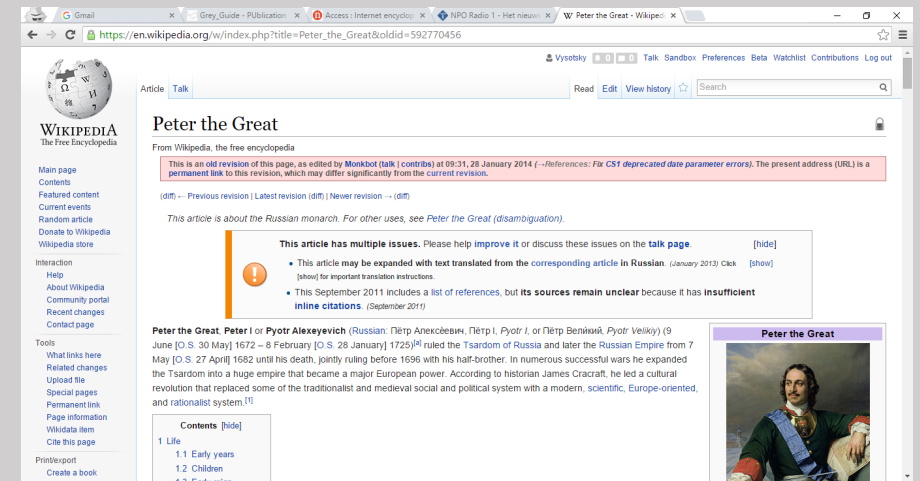 Gmail
Grey_Guide - PUblication
Access : Internet encyclop
NPO Radio 1 - Het nieuws
Peter the Great - Wikiped
https://en.wikipedia.org/w/index.php?title=Peter_the_Great&oldid=592770456
Vysotsky 0 0 Talk Sandbox Preferences Beta Watchlist Contributions Log out
Article Talk Read Edit View history Search
WIKIPEDIA
The Free Encyclopedia
Main page
Contents
Featured content
Current events
Random article
Donate to Wikipedia
Wikipedia store
Interaction
Help
About Wikipedia
Community portal
Recent changes
Contact page
Tools
What links here
Related changes
Upload file
Special pages
Permanent link
Page information
Wikidata item
Cite this page
Print/export
Create a book
Peter the Great
From Wikipedia, the free encyclopedia
This is an old revision of this page, as edited by Monkbot (talk | contribs) at 09:31, 28 January 2014 (→References: Fix CS1 deprecated date parameter errors). The present address (URL) is a
permanent link to this revision, which may differ significantly from the current revision.
(diff) ← Previous revision | Latest revision (diff) | Newer revision → (diff)
This article is about the Russian monarch. For other uses, see Peter the Great (disambiguation).
This article has multiple issues. Please help improve it or discuss these issues on the talk page. [hide]
• This article may be expanded with text translated from the corresponding article in Russian. (January 2013) Click [show]
[show] for important translation instructions.
• This September 2011 includes a list of references, but its sources remain unclear because it has insufficient
inline citations. (September 2011)
Peter the Great, Peter I or Pyotr Alexeyevich (Russian: Пётр Алексе́евич, Пётр I, Pyotr I, or Пётр Вели́кий, Pyotr Velikiy) (9
June [O.S. 30 May] 1672 – 8 February [O.S. 28 January] 1725)[a] ruled the Tsardom of Russia and later the Russian Empire from 7
May [O.S. 27 April] 1682 until his death, jointly ruling before 1696 with his half-brother. In numerous successful wars he expanded
the Tsardom into a huge empire that became a major European power. According to historian James Cracraft, he led a cultural
revolution that replaced some of the traditionalist and medieval social and political system with a modern, scientific, Europe-oriented,
and rationalist system.[1]
Contents [hide]
1 Life
1.1 Early years
1.2 Children
Peter the Great